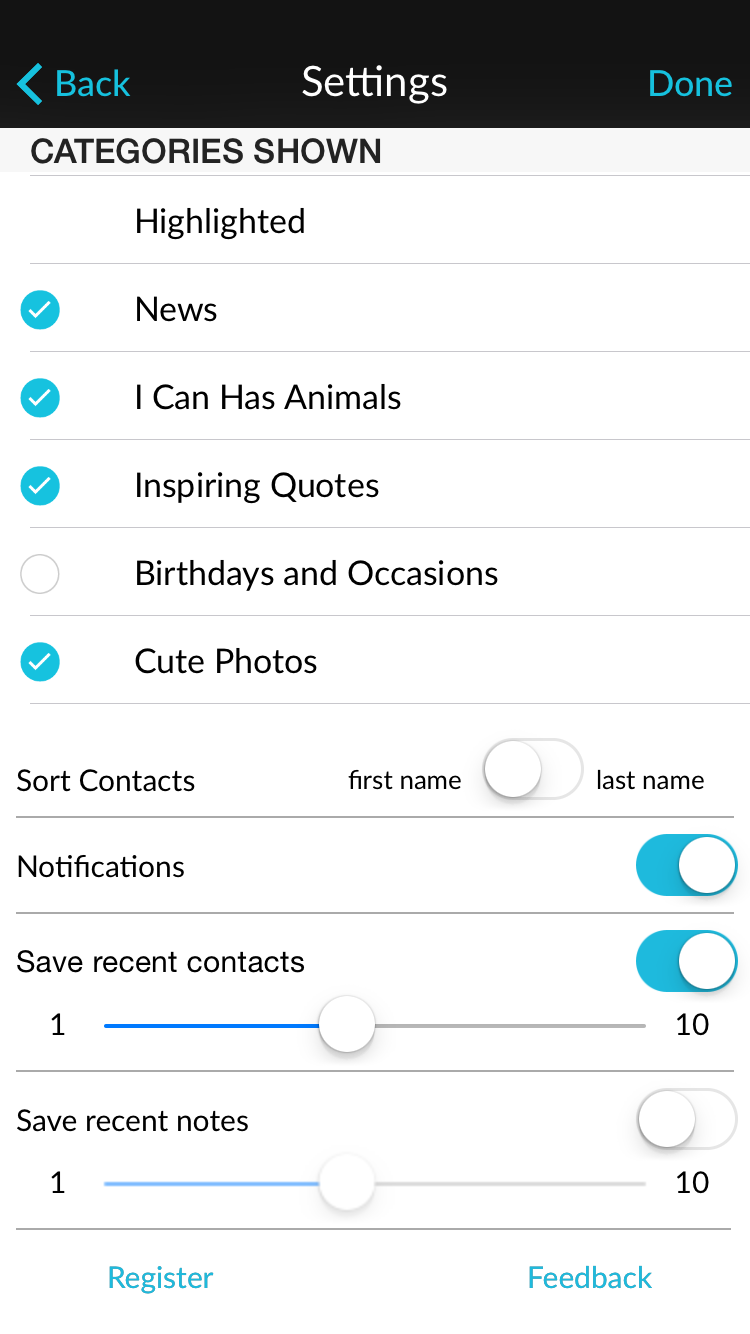 Back Settings Done
CATEGORIES SHOWN
Highlighted
News
I Can Has Animals
Inspiring Quotes
Birthdays and Occasions
Cute Photos
Sort Contacts first name last name
Notifications
Save recent contacts
1 10
Save recent notes
1 10
Register Feedback